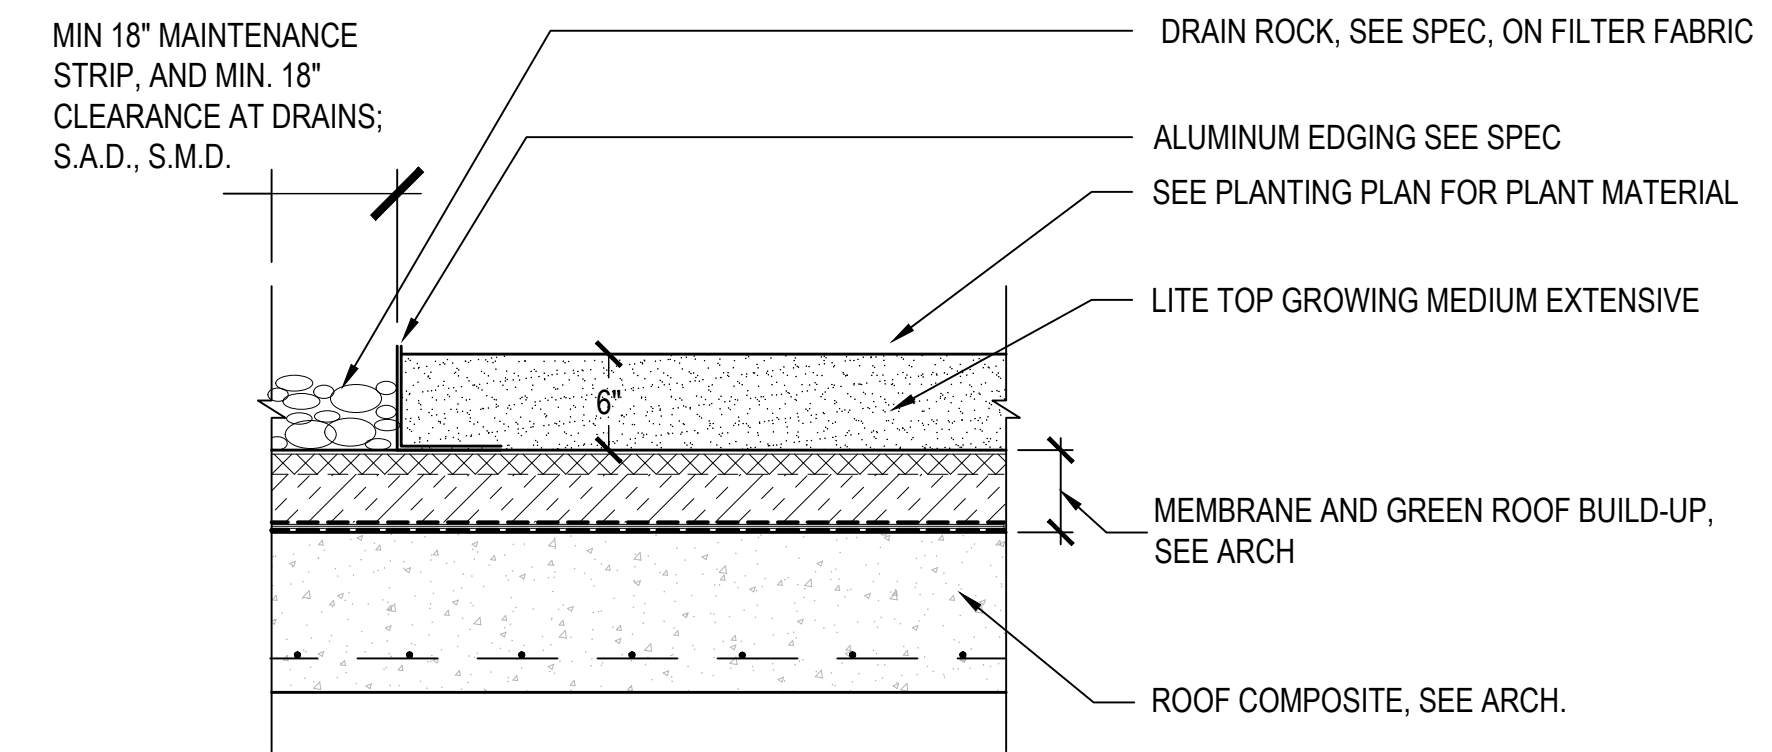 MIN 18" MAINTENANCE
STRIP, AND MIN. 18"
CLEARANCE AT DRAINS;
S.A.D., S.M.D.
DRAIN ROCK, SEE SPEC, ON FILTER FABRIC
ALUMINUM EDGING SEE SPEC
SEE PLANTING PLAN FOR PLANT MATERIAL
LITE TOP GROWING MEDIUM EXTENSIVE
6"
MEMBRANE AND GREEN ROOF BUILD-UP,
SEE ARCH
ROOF COMPOSITE, SEE ARCH.